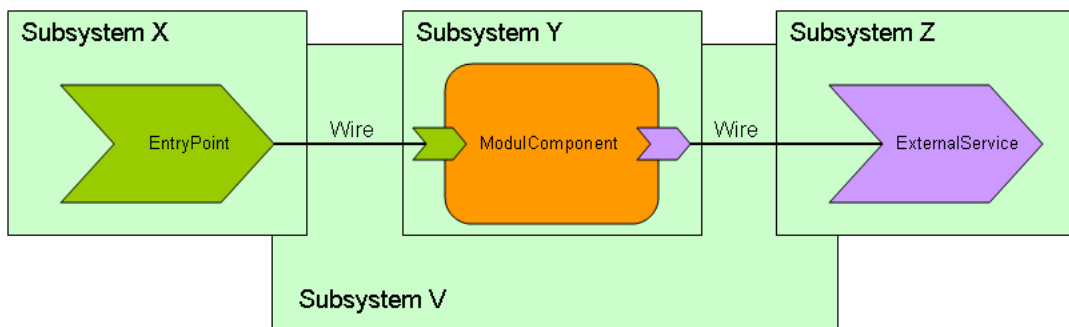 Subsystem X
Subsystem Y
Subsystem Z
EntryPoint
Wire
ModulComponent
Wire
ExternalService
Subsystem V